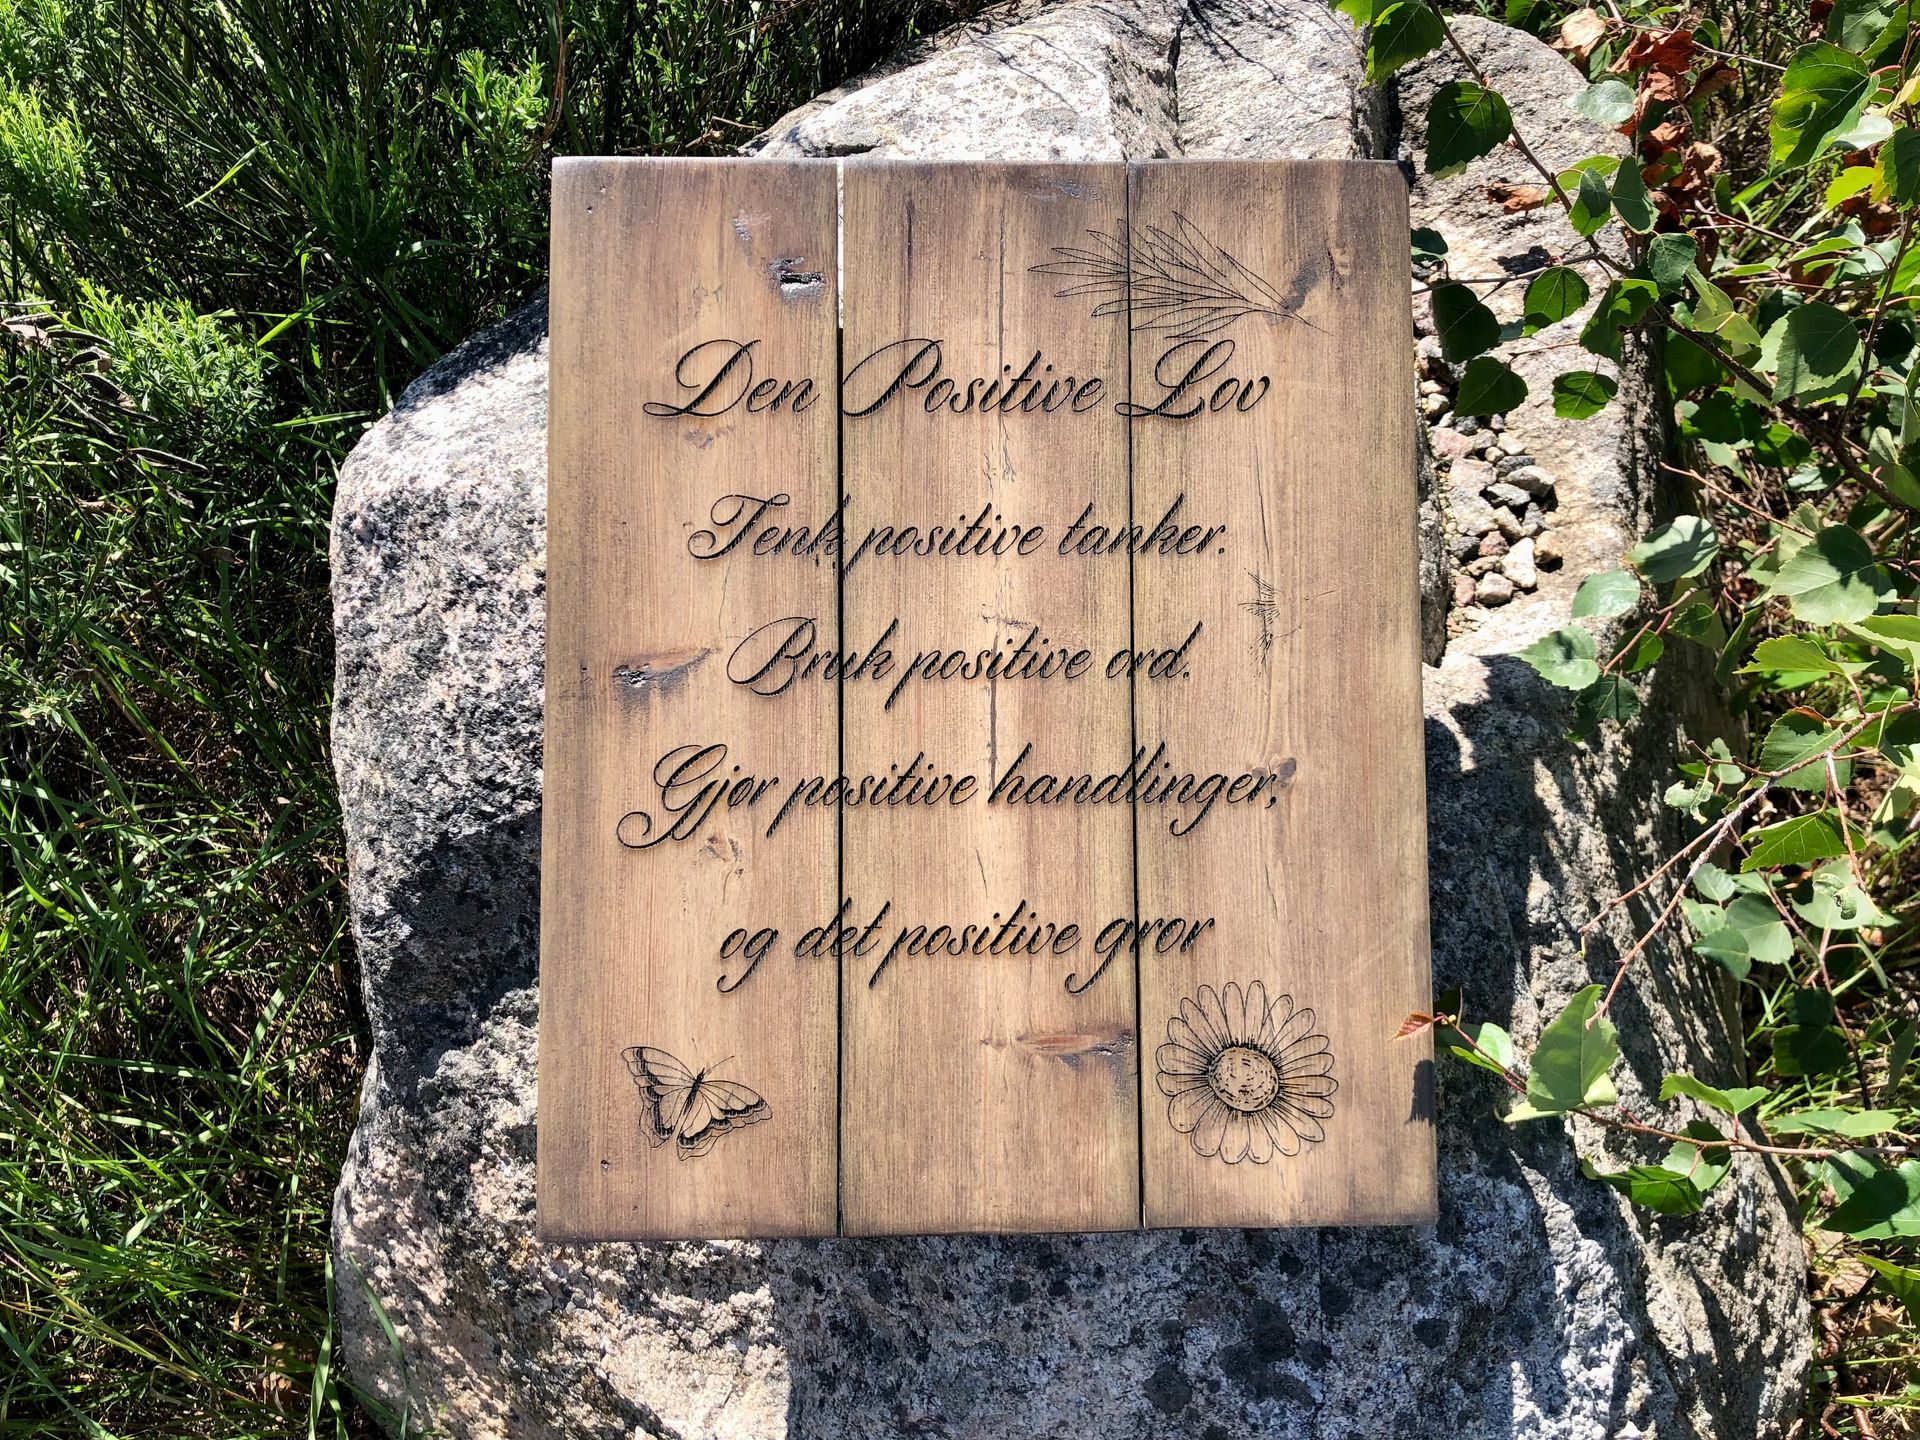 Den Positive Lov
Tenk positive tanker.
Bruk positive ord.
Gjør positive handlinger,
og det positive gror